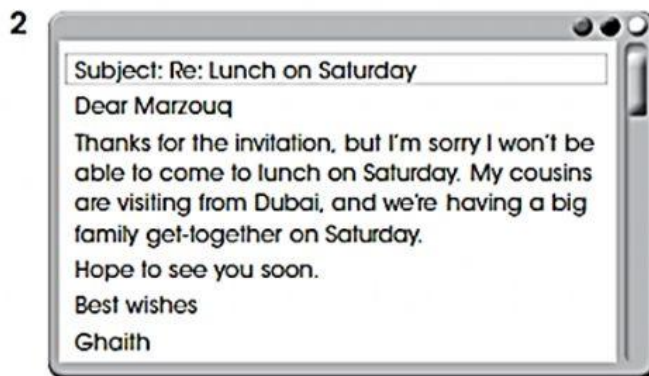 2
Subject: Re: Lunch on Saturday
Dear Marzouq
Thanks for the invitation, but I'm sorry I won't be
able to come to lunch on Saturday. My cousins
are visiting from Dubai, and we're having a big
family get-together on Saturday.
Hope to see you soon.
Best wishes
Ghaith